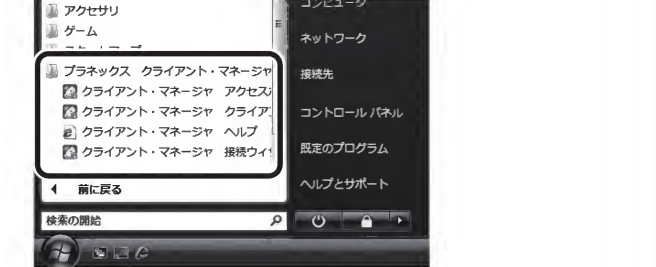 アクセサリ
ゲーム
プラネックス クライアント・マネージャ
クライアント・マネージャ アクセス
クライアント・マネージャ クライア
クライアント・マネージャ ヘルプ
クライアント・マネージャ 接続ウィ
前に戻る
検索の開始
コンピュータ
ネットワーク
接続先
コントロール パネル
既定のプログラム
ヘルプとサポート